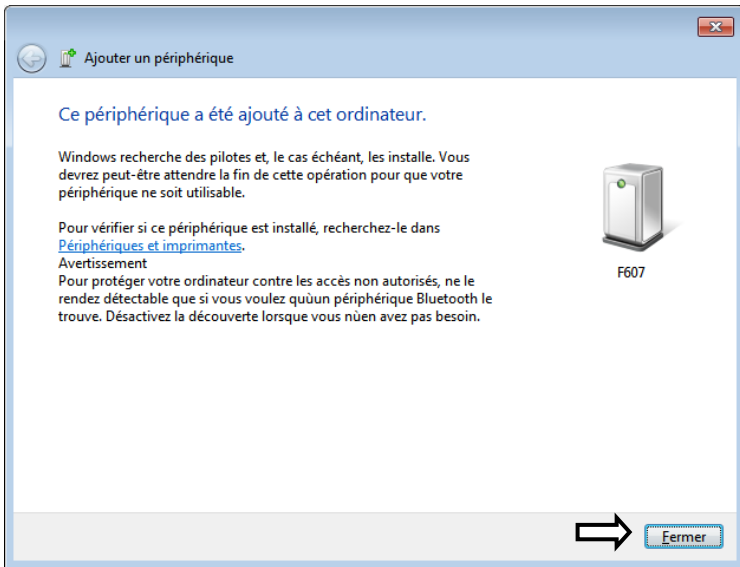 Ajouter un périphérique
Ce périphérique a été ajouté à cet ordinateur.
Windows recherche des pilotes et, le cas échéant, les installe. Vous
devrez peut-être attendre la fin de cette opération pour que votre
périphérique ne soit utilisable.
Pour vérifier si ce périphérique est installé, recherchez-le dans
Périphériques et imprimantes.
Avertissement
Pour protéger votre ordinateur contre les accès non autorisés, ne le
rendez détectable que si vous voulez quùun périphérique Bluetooth le
trouve. Désactivez la découverte lorsque vous nùen avez pas besoin.
F607
Fermer